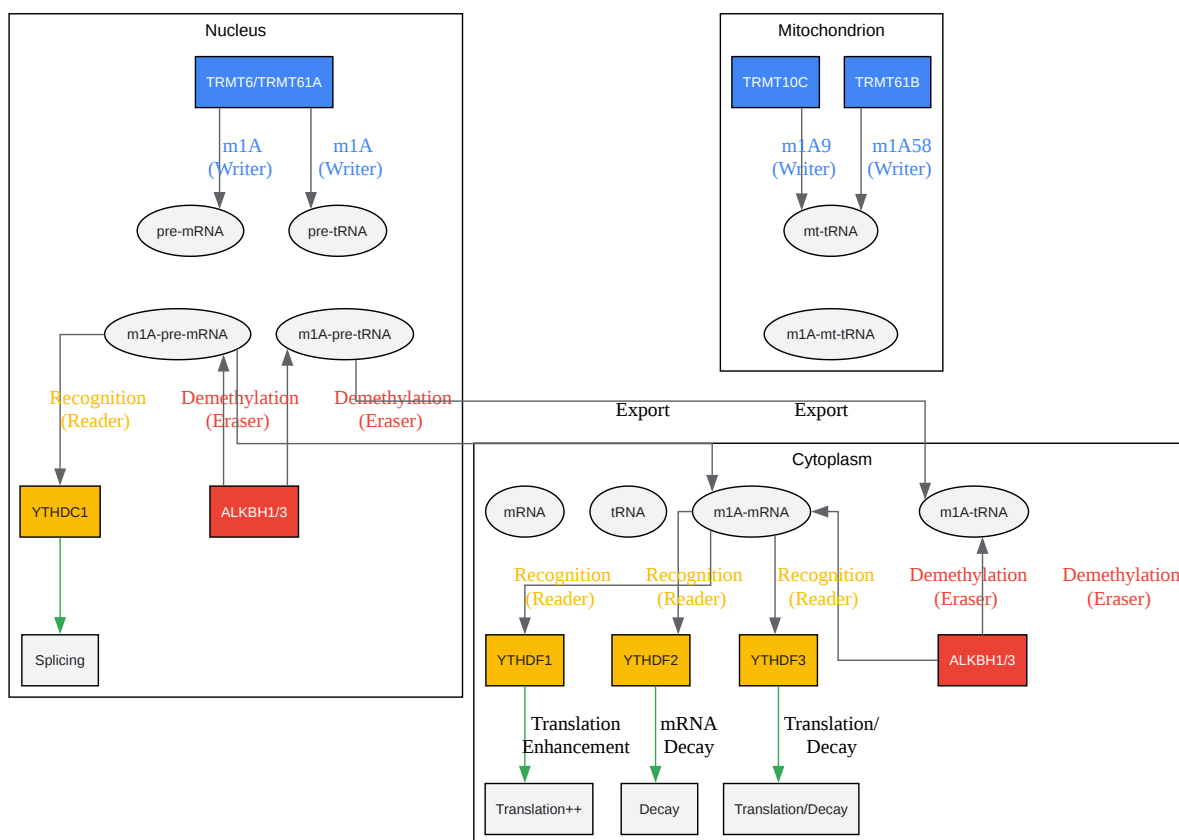 Nucleus
Mitochondrion
TRMT6/TRMT61A
TRMT10C
TRMT61B
m1A
(Writer)
m1A
(Writer)
m1A9
(Writer)
m1A58
(Writer)
pre-mRNA
pre-tRNA
mt-tRNA
m1A-pre-mRNA
m1A-pre-tRNA
m1A-mt-tRNA
Recognition
(Reader)
Demethylation
(Eraser)
Demethylation
(Eraser)
Export
Export
Cytoplasm
YTHDC1
ALKBH1/3
mRNA
tRNA
m1A-mRNA
m1A-tRNA
Recognition
(Reader)
Recognition
(Reader)
Recognition
(Reader)
Demethylation
(Eraser)
Demethylation
(Eraser)
Splicing
YTHDF1
YTHDF2
YTHDF3
ALKBH1/3
Translation
Enhancement
mRNA
Decay
Translation/
Decay
Translation++
Decay
Translation/Decay